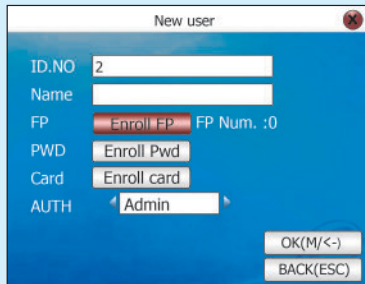 New user
ID.NO 2
Name
FP Enroll FP FP Num. :0
PWD Enroll Pwd
Card Enroll card
AUTH Admin
OK(M/<-)
BACK(ESC)